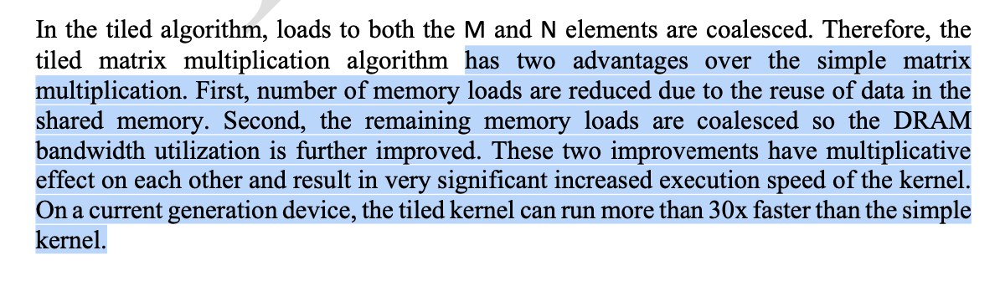 In the tiled algorithm, loads to both the M and N elements are coalesced. Therefore, the
tiled matrix multiplication algorithm has two advantages over the simple matrix
multiplication. First, number of memory loads are reduced due to the reuse of data in the
shared memory. Second, the remaining memory loads are coalesced so the DRAM
bandwidth utilization is further improved. These two improvements have multiplicative
effect on each other and result in very significant increased execution speed of the kernel.
On a current generation device, the tiled kernel can run more than 30x faster than the simple
kernel.